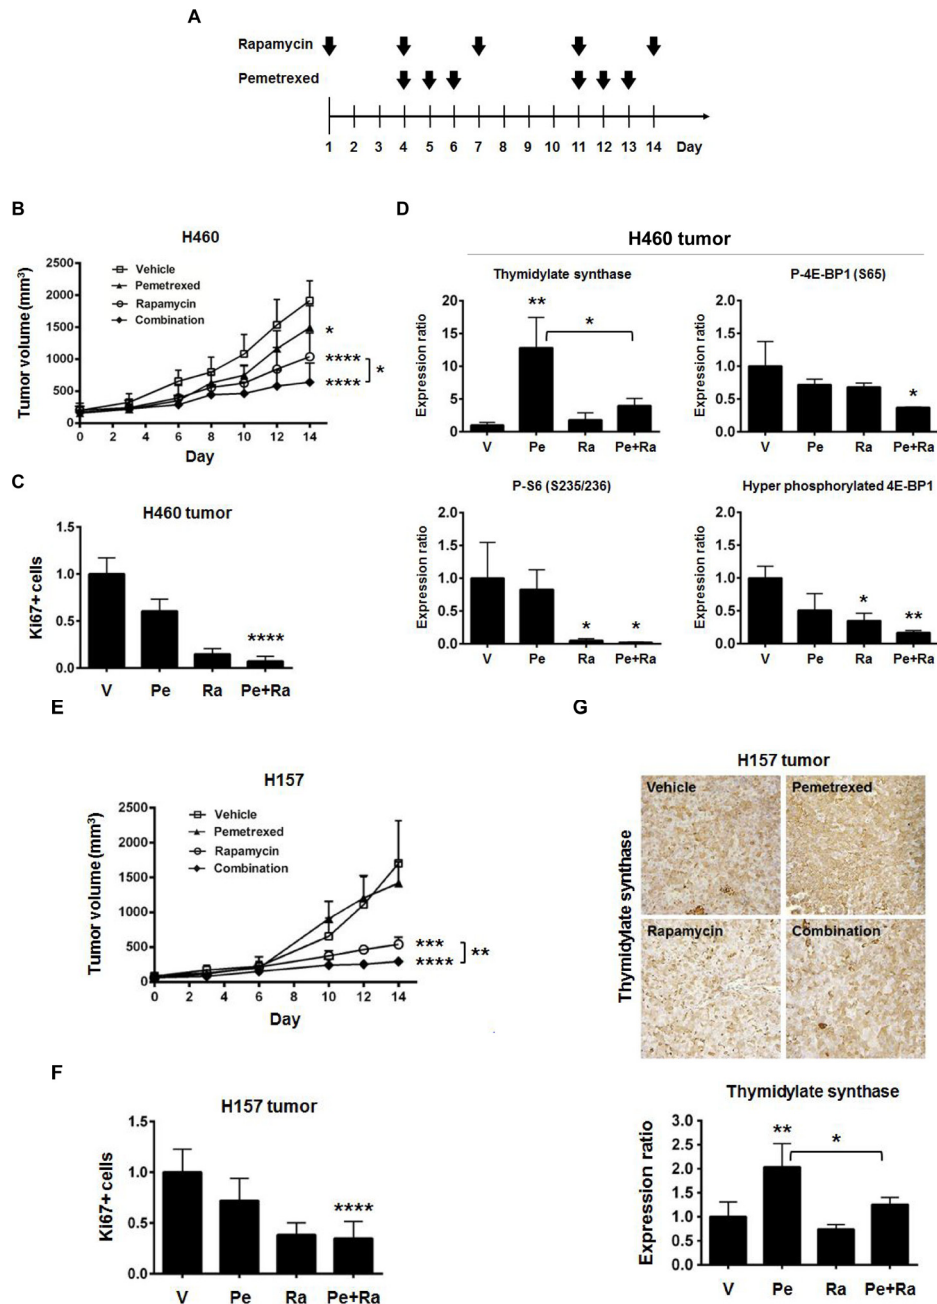 A
Rapamycin
Pemetrexed
1 2 3 4 5 6 7 8 9 10 11 12 13 14 Day
B
H460
Tumor volume (mm³)
2500
2000
1500
1000
500
0
Vehicle
Pemetrexed
Rapamycin
Combination
*
****
****
*
0 2 4 6 8 10 12 14
Day
C
H460 tumor
Ki67+ cells
1.5
1.0
0.5
0.0
****
V Pe Ra Pe+Ra
D
H460 tumor
Thymidylate synthase
Expression ratio
20
15
10
5
0
**
*
V Pe Ra Pe+Ra
P-4E-BP1 (S65)
Expression ratio
2.0
1.5
1.0
0.5
0.0
*
V Pe Ra Pe+Ra
P-S6 (S235/236)
Expression ratio
2.0
1.5
1.0
0.5
0.0
* *
V Pe Ra Pe+Ra
Hyper phosphorylated 4E-BP1
Expression ratio
2.0
1.5
1.0
0.5
0.0
* **
V Pe Ra Pe+Ra
E
H157
Tumor volume (mm³)
2500
2000
1500
1000
500
0
Vehicle
Pemetrexed
Rapamycin
Combination
***
****
**
0 2 4 6 8 10 12 14
Day
F
H157 tumor
Ki67+ cells
1.5
1.0
0.5
0.0
****
V Pe Ra Pe+Ra
G
H157 tumor
Thymidylate synthase
Vehicle Pemetrexed
Rapamycin Combination
Thymidylate synthase
Expression ratio
3.0
2.5
2.0
1.5
1.0
0.5
0.0
**
*
V Pe Ra Pe+Ra